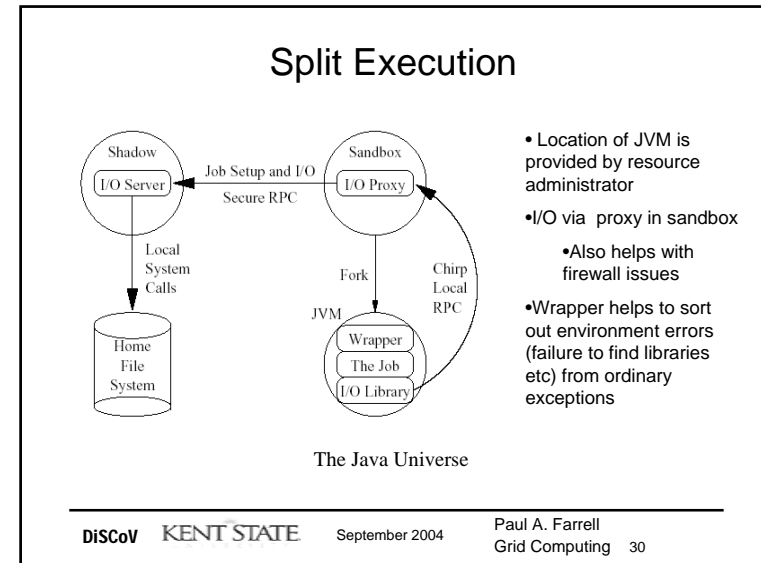 Split Execution
Shadow
I/O Server
Job Setup and I/O
Secure RPC
Sandbox
I/O Proxy
Local
System
Calls
Home
File
System
Fork
JVM
Chirp
Local
RPC
Wrapper
The Job
I/O Library
The Java Universe
• Location of JVM is
provided by resource
administrator
•I/O via proxy in sandbox
•Also helps with
firewall issues
•Wrapper helps to sort
out environment errors
(failure to find libraries
etc) from ordinary
exceptions
DiSCoV
KENT STATE
September 2004
Paul A. Farrell
Grid Computing 30